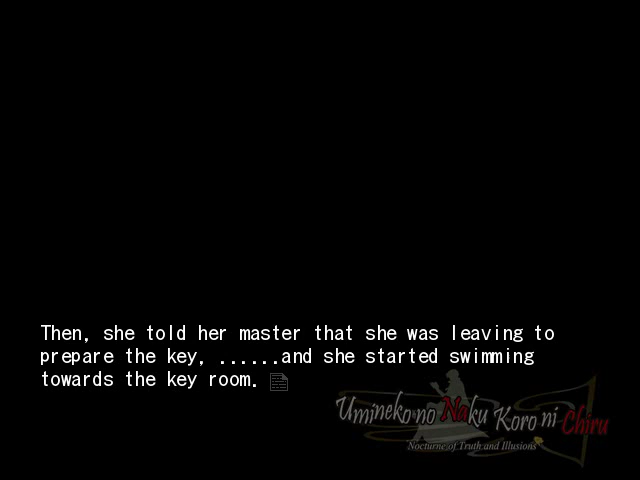 Then, she told her master that she was leaving to
prepare the key, ......and she started swimming
towards the key room.
Umineko no Naku Koro ni Chiru
Nocturne of Truth and Illusions